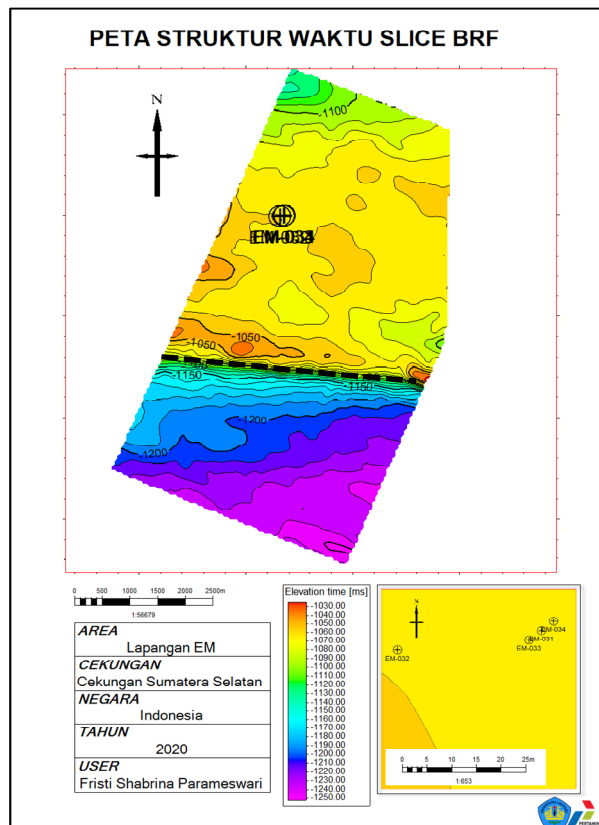 PETA STRUKTUR WAKTU SLICE BRF
N
-1100
-1050
-1050
-1150
-1150
-1200
-1200
0 500 1000 1500 2000 2500m
1:56679
AREA
Lapangan EM
CEKUNGAN
Cekungan Sumatera Selatan
NEGARA
Indonesia
TAHUN
2020
USER
Fristi Shabrina Parameswari
Elevation time [ms]
-1030.00
-1040.00
-1050.00
-1060.00
-1070.00
-1080.00
-1090.00
-1100.00
-1110.00
-1120.00
-1130.00
-1140.00
-1150.00
-1160.00
-1170.00
-1180.00
-1190.00
-1200.00
-1210.00
-1220.00
-1230.00
-1240.00
-1250.00
N
EM-034
EM-031
EM-033
EM-032
0 5 10 15 20 25m
1:653
PERTAMINA